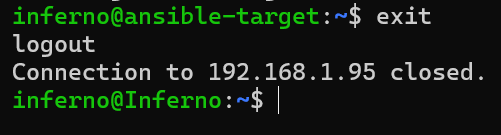 inferno@ansible-target:~$ exit
logout
Connection to 192.168.1.95 closed.
inferno@Inferno:~$